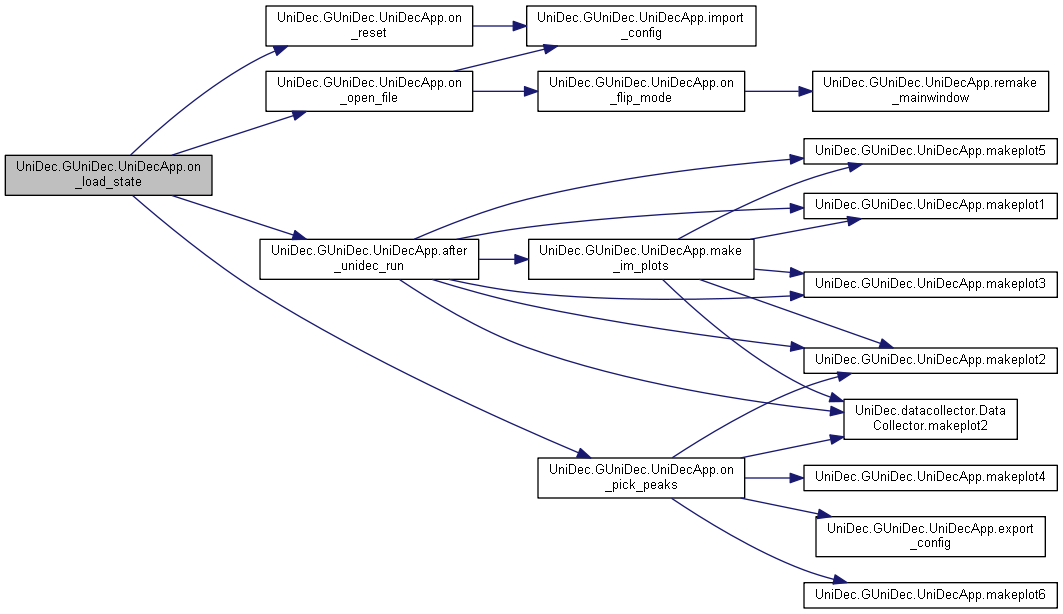 UniDec.GUniDec.UniDecApp.on
_load_state
UniDec.GUniDec.UniDecApp.on
_reset
UniDec.GUniDec.UniDecApp.on
_open_file
UniDec.GUniDec.UniDecApp.after
_unidec_run
UniDec.GUniDec.UniDecApp.on
_pick_peaks
UniDec.GUniDec.UniDecApp.import
_config
UniDec.GUniDec.UniDecApp.on
_flip_mode
UniDec.GUniDec.UniDecApp.make
_im_plots
UniDec.GUniDec.UniDecApp.remake
_mainwindow
UniDec.GUniDec.UniDecApp.makeplot5
UniDec.GUniDec.UniDecApp.makeplot1
UniDec.GUniDec.UniDecApp.makeplot3
UniDec.GUniDec.UniDecApp.makeplot2
UniDec.datacollector.Data
Collector.makeplot2
UniDec.GUniDec.UniDecApp.makeplot4
UniDec.GUniDec.UniDecApp.export
_config
UniDec.GUniDec.UniDecApp.makeplot6